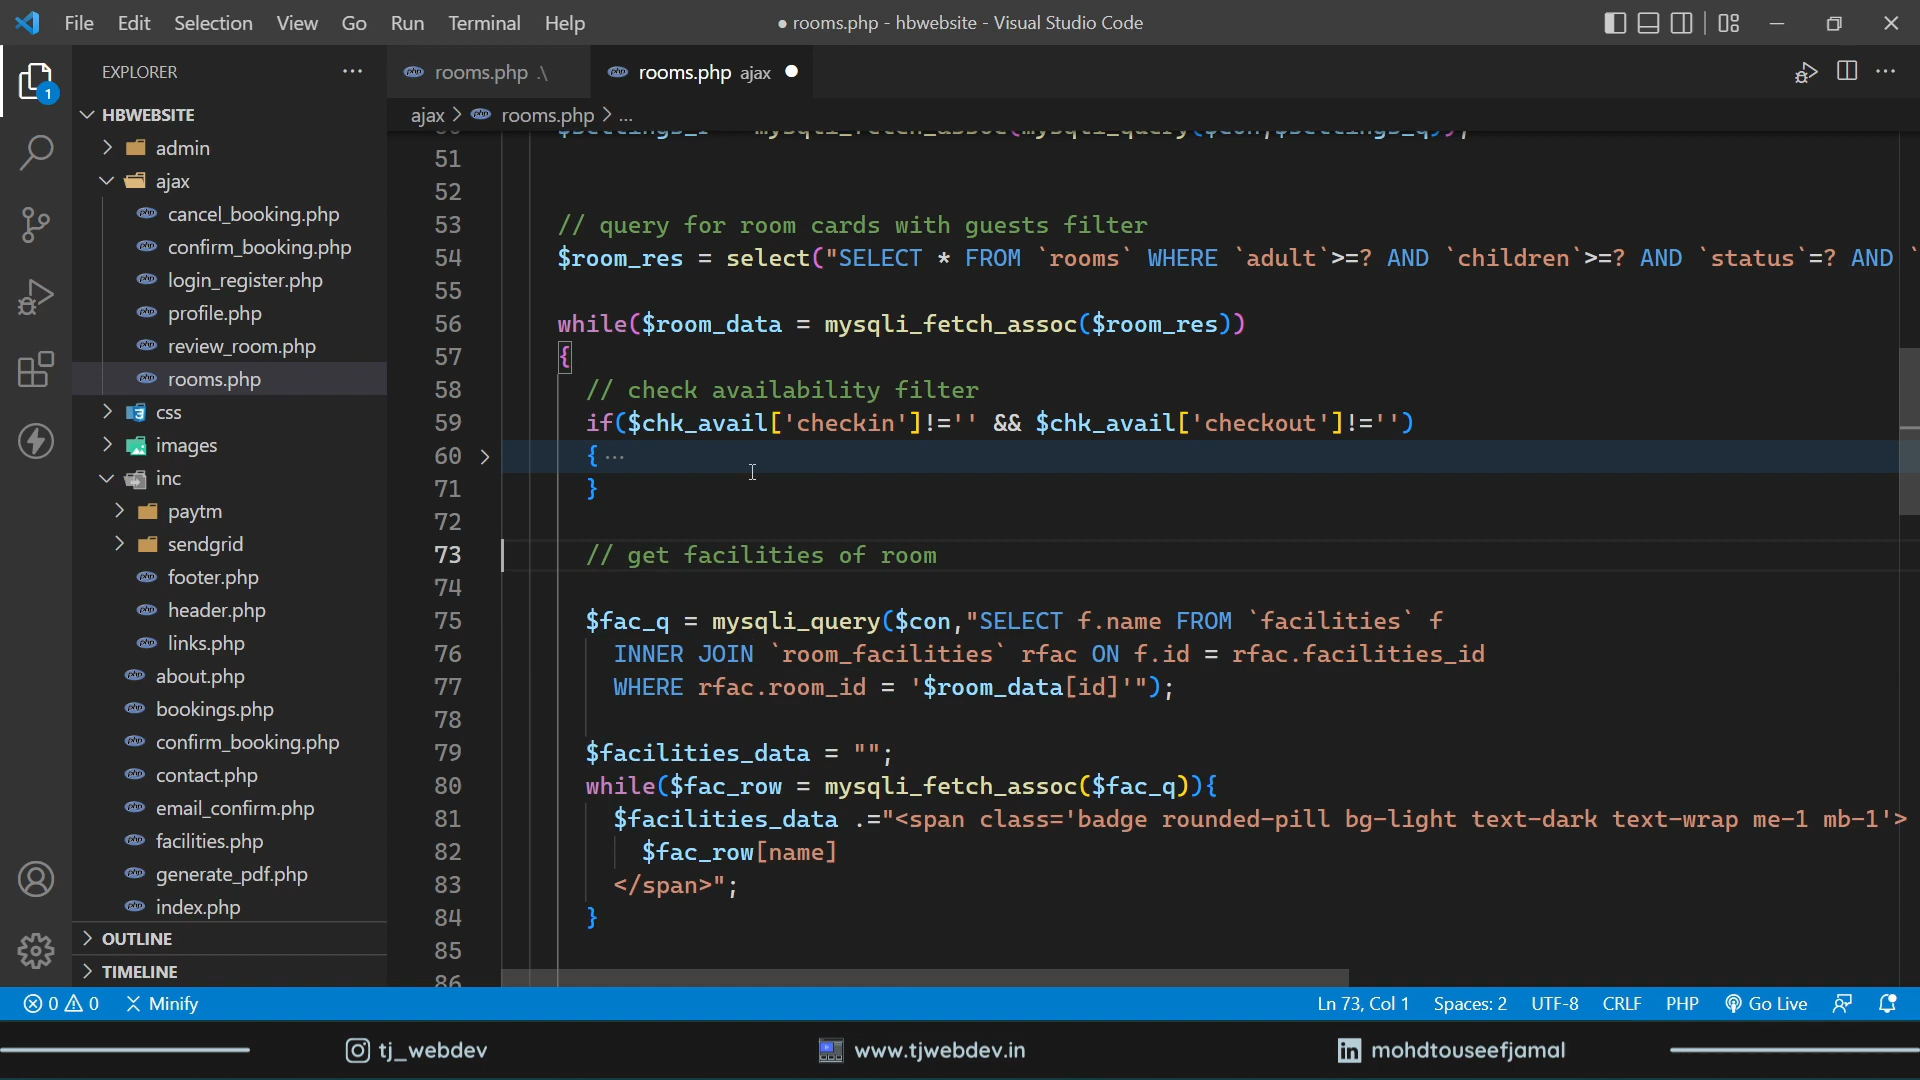 File Edit Selection View Go Run Terminal Help
● rooms.php - hbwebsite - Visual Studio Code
EXPLORER
rooms.php .\
rooms.php ajax ●
1
HBWEBSITE
ajax > rooms.php > ...
admin
ajax
cancel_booking.php
confirm_booking.php
login_register.php
profile.php
review_room.php
rooms.php
css
images
inc
paytm
sendgrid
footer.php
header.php
links.php
about.php
bookings.php
confirm_booking.php
contact.php
email_confirm.php
facilities.php
generate_pdf.php
index.php
OUTLINE
TIMELINE
51
52
53 // query for room cards with guests filter
54 $room_res = select("SELECT * FROM `rooms` WHERE `adult`>=? AND `children`>=? AND `status`=? AND `
55
56 while($room_data = mysqli_fetch_assoc($room_res))
57 {
58 // check availability filter
59 if($chk_avail['checkin']!='' && $chk_avail['checkout']!='')
60 { ...
71 }
72
73 // get facilities of room
74
75 $fac_q = mysqli_query($con,"SELECT f.name FROM `facilities` f
76 INNER JOIN `room_facilities` rfac ON f.id = rfac.facilities_id
77 WHERE rfac.room_id = '$room_data[id]'");
78
79 $facilities_data = "";
80 while($fac_row = mysqli_fetch_assoc($fac_q)){
81 $facilities_data .="<span class='badge rounded-pill bg-light text-dark text-wrap me-1 mb-1'>
82 $fac_row[name]
83 </span>";
84 }
85
86
0 0 Minify
Ln 73, Col 1 Spaces: 2 UTF-8 CRLF PHP Go Live
tj_webdev
www.tjwebdev.in
mohdtouseefjamal